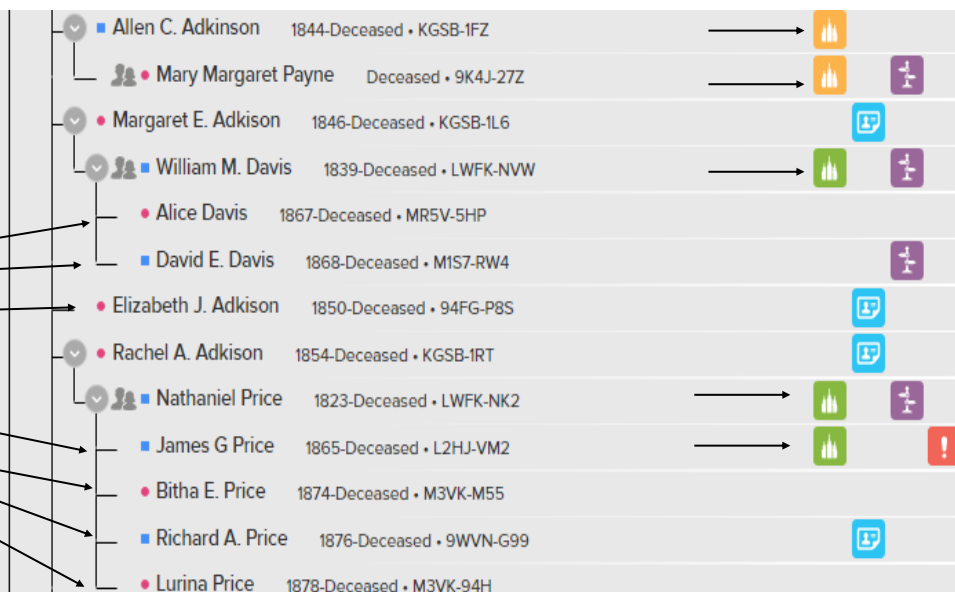 Allen C. Adkinson 1844-Deceased • KGSB-1FZ
Mary Margaret Payne Deceased • 9K4J-27Z
Margaret E. Adkison 1846-Deceased • KGSB-1L6
William M. Davis 1839-Deceased • LWFK-NVW
Alice Davis 1867-Deceased • MR5V-5HP
David E. Davis 1868-Deceased • M1S7-RW4
Elizabeth J. Adkison 1850-Deceased • 94FG-P8S
Rachel A. Adkison 1854-Deceased • KGSB-1RT
Nathaniel Price 1823-Deceased • LWFK-NK2
James G Price 1865-Deceased • L2HJ-VM2
Bitha E. Price 1874-Deceased • M3VK-M55
Richard A. Price 1876-Deceased • 9WVN-G99
Lurina Price 1878-Deceased • M3VK-94H